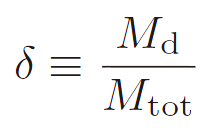 δ ≡ M_d / M_tot